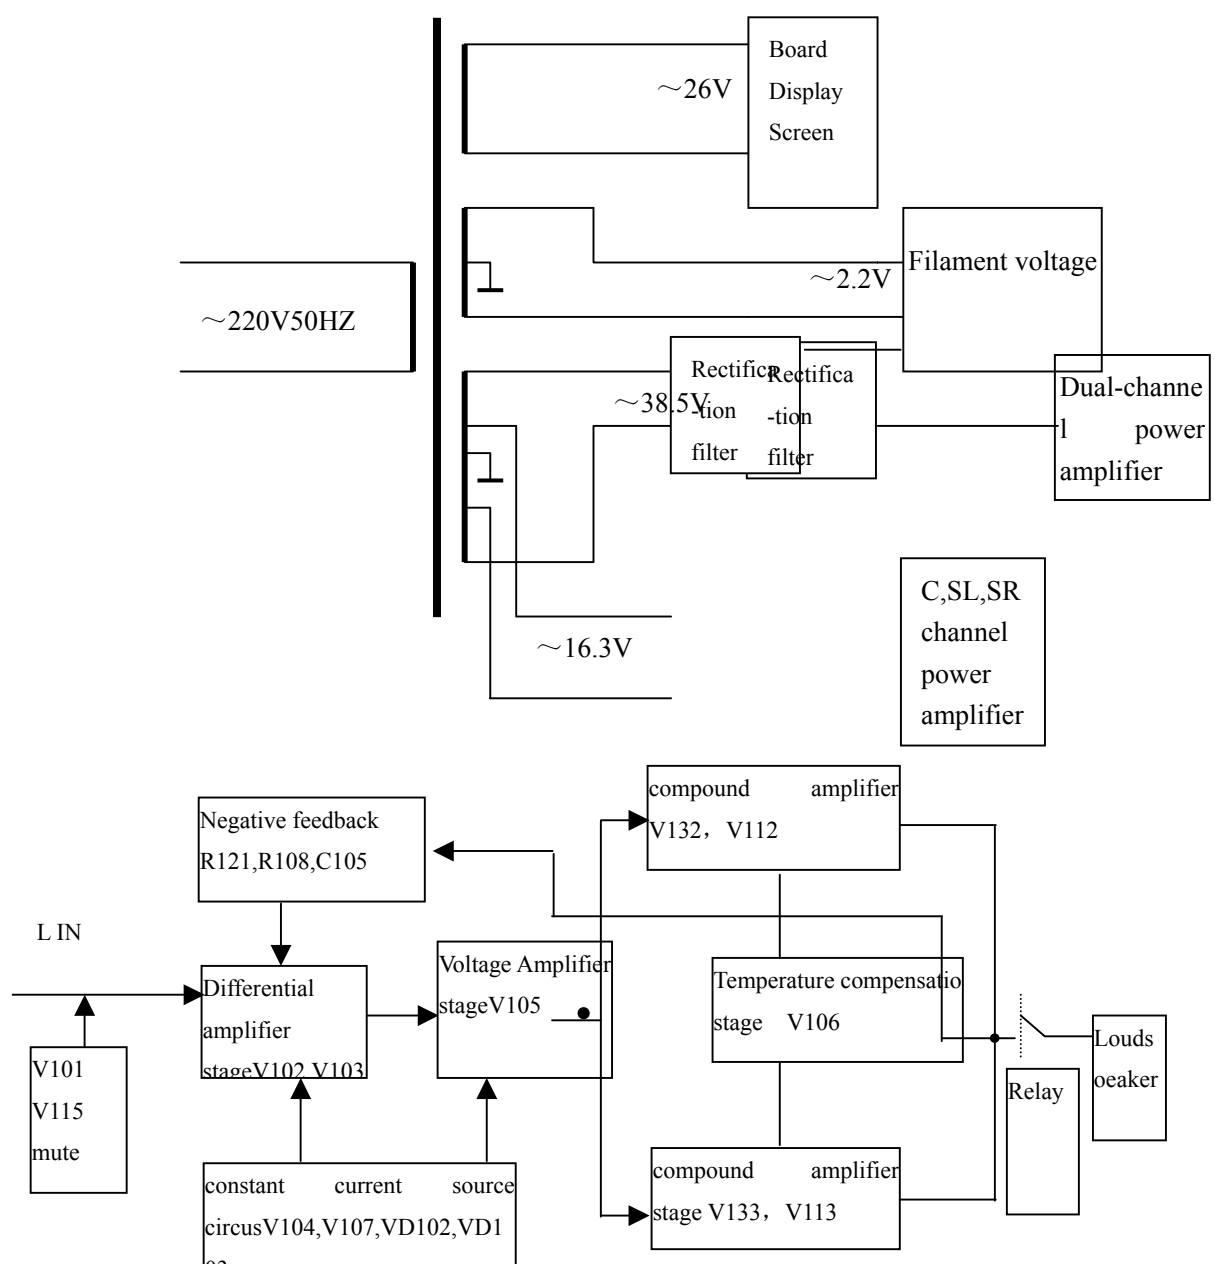 Board
Display
Screen
～26V
Filament voltage
～2.2V
～220V50HZ
Rectifica
-tion
filter
Rectifica
-tion
filter
～38.5V
Dual-channe
l power
amplifier
C,SL,SR
channel
power
amplifier
～16.3V
compound amplifier
V132，V112
Negative feedback
R121,R108,C105
L IN
Voltage Amplifier
stageV105
Differential
amplifier
stageV102 V103
Temperature compensatio
stage V106
V101
V115
mute
Relay
Louds
oeaker
compound amplifier
stage V133，V113
constant current source
circusV104,V107,VD102,VD1